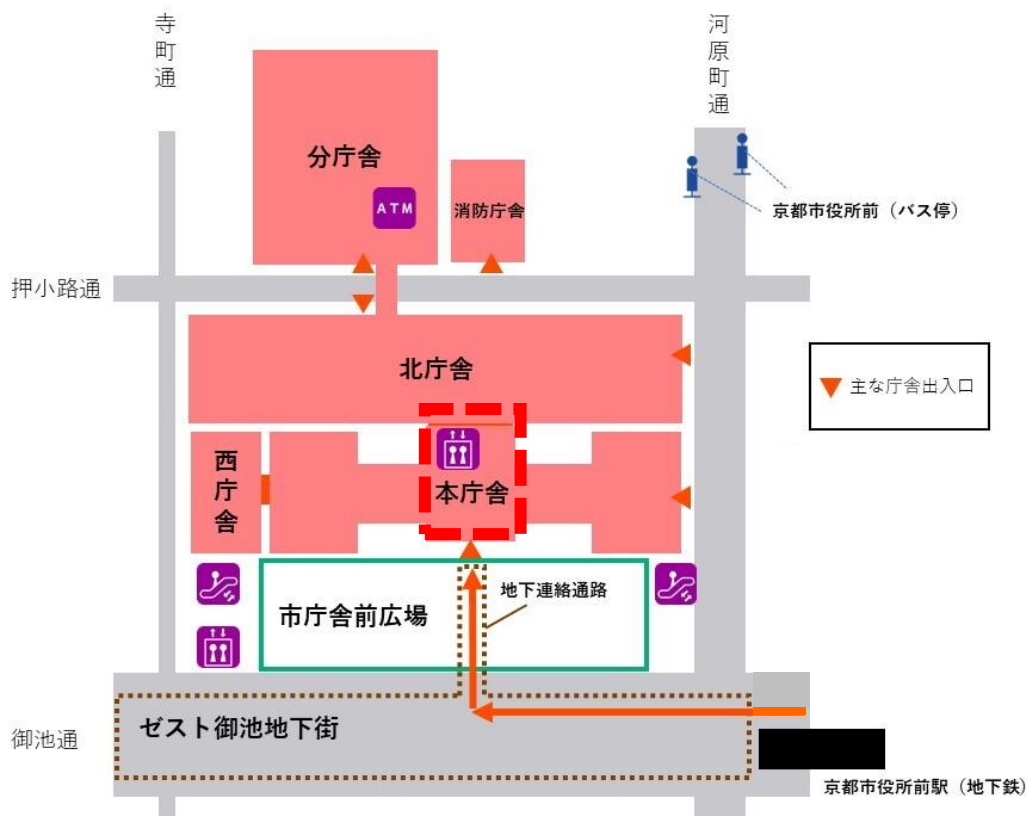 寺町通
河原町通
分庁舎
ATM
消防庁舎
京都市役所前（バス停）
押小路通
北庁舎
主な庁舎出入口
西庁舎
本庁舎
地下連絡通路
市庁舎前広場
ゼスト御池地下街
御池通
京都市役所前駅（地下鉄）